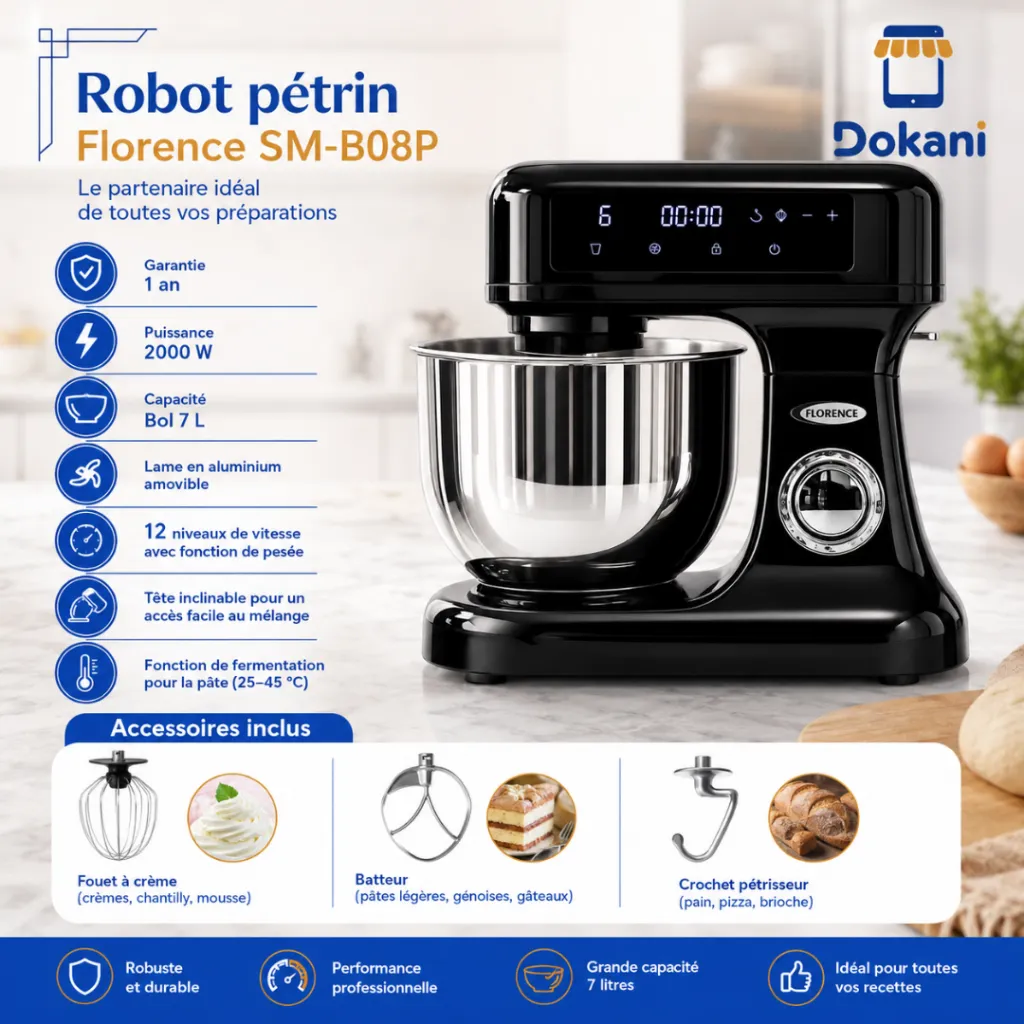 Robot pétrin
Florence SM-B08P
Le partenaire idéal
de toutes vos préparations
Dokani
6 00:00 − +
FLORENCE
Garantie
1 an
Puissance
2000 W
Capacité
Bol 7 L
Lame en aluminium
amovible
12 niveaux de vitesse
avec fonction de pesée
Tête inclinable pour un
accès facile au mélange
Fonction de fermentation
pour la pâte (25–45 °C)
Accessoires inclus
Fouet à crème
(crèmes, chantilly, mousse)
Batteur
(pâtes légères, génoises, gâteaux)
Crochet pétrisseur
(pain, pizza, brioche)
Robuste
et durable
Performance
professionnelle
Grande capacité
7 litres
Idéal pour toutes
vos recettes